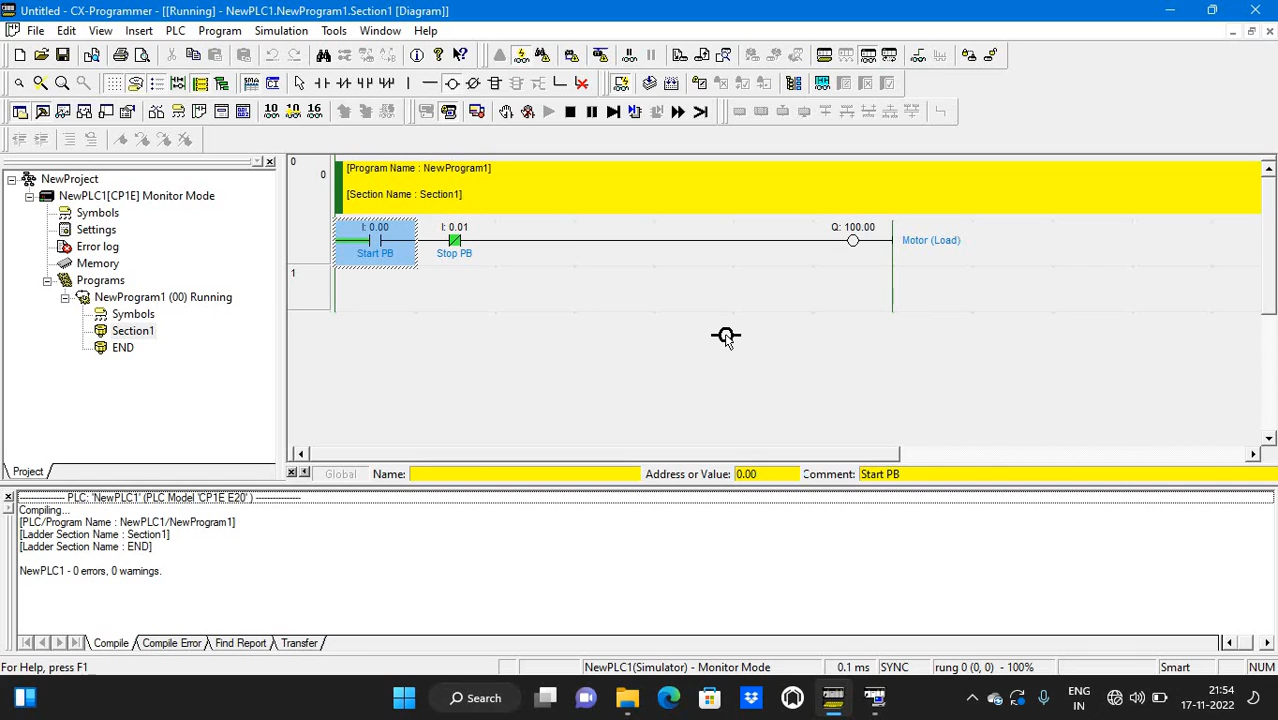 Untitled - CX-Programmer - [[Running] - NewPLC1.NewProgram1.Section1 [Diagram]]
File Edit View Insert PLC Program Simulation Tools Window Help
10 10 16
NewProject
NewPLC1[CP1E] Monitor Mode
Symbols
Settings
Error log
Memory
Programs
NewProgram1 (00) Running
Symbols
Section1
END
Project
0
0
[Program Name : NewProgram1]
[Section Name : Section1]
I: 0.00 I: 0.01 Q: 100.00
Motor (Load)
Start PB Stop PB
1
Global Name: Address or Value: 0.00 Comment: Start PB
PLC: 'NewPLC1' (PLC Model 'CP1E E20')
Compiling...
[PLC/Program Name : NewPLC1/NewProgram1]
[Ladder Section Name : Section1]
[Ladder Section Name : END]
NewPLC1 - 0 errors, 0 warnings.
Compile Compile Error Find Report Transfer
For Help, press F1 NewPLC1(Simulator) - Monitor Mode 0.1 ms SYNC rung 0 (0, 0) - 100% Smart NUM
Search
ENG
IN
21:54
17-11-2022